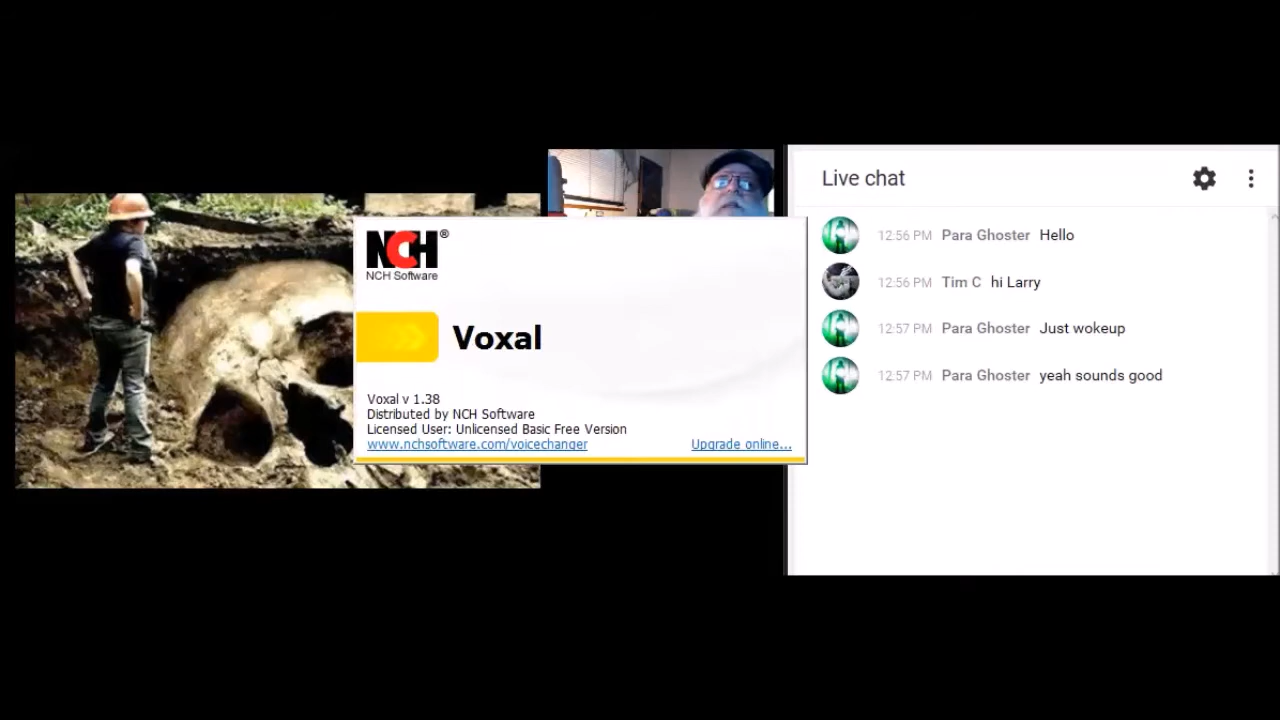 NCH®
NCH Software
Voxal
Voxal v 1.38
Distributed by NCH Software
Licensed User: Unlicensed Basic Free Version
www.nchsoftware.com/voicechanger Upgrade online...
Live chat
12:56 PM Para Ghoster Hello
12:56 PM Tim C hi Larry
12:57 PM Para Ghoster Just wokeup
12:57 PM Para Ghoster yeah sounds good